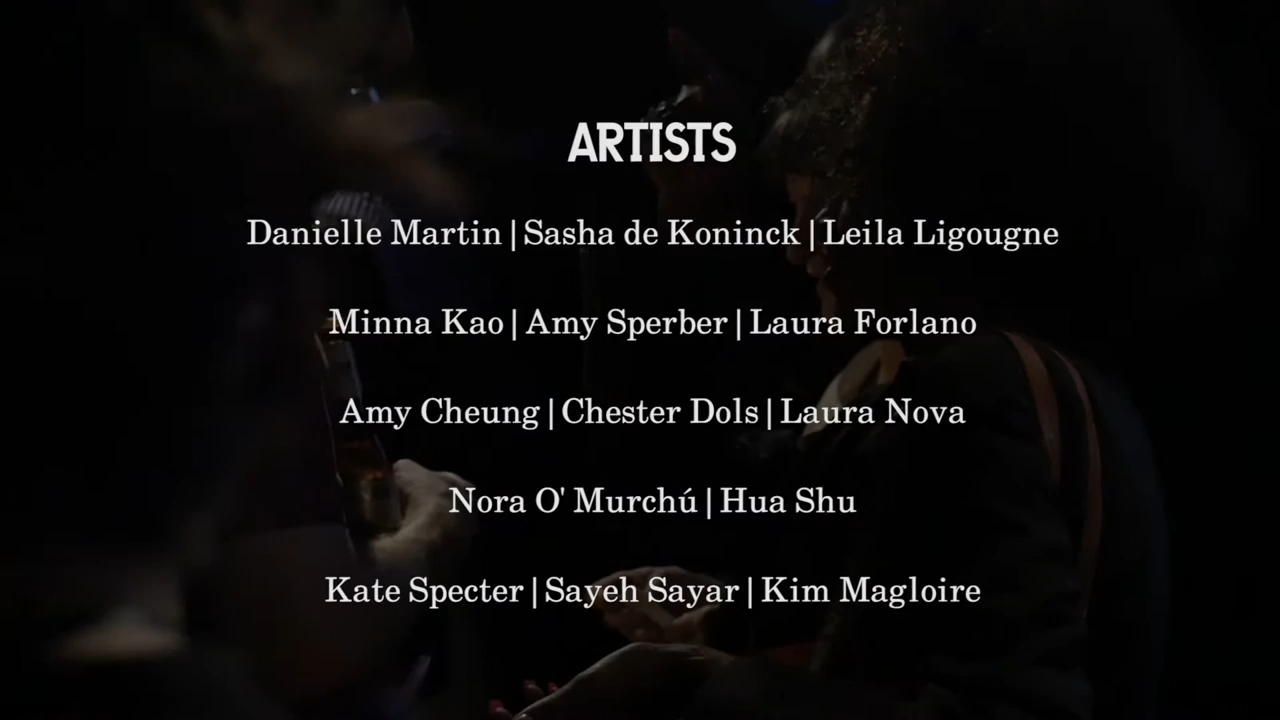 ARTISTS
Danielle Martin | Sasha de Koninck | Leila Ligougne
Minna Kao | Amy Sperber | Laura Forlano
Amy Cheung | Chester Dols | Laura Nova
Nora O' Murchú | Hua Shu
Kate Specter | Sayeh Sayar | Kim Magloire